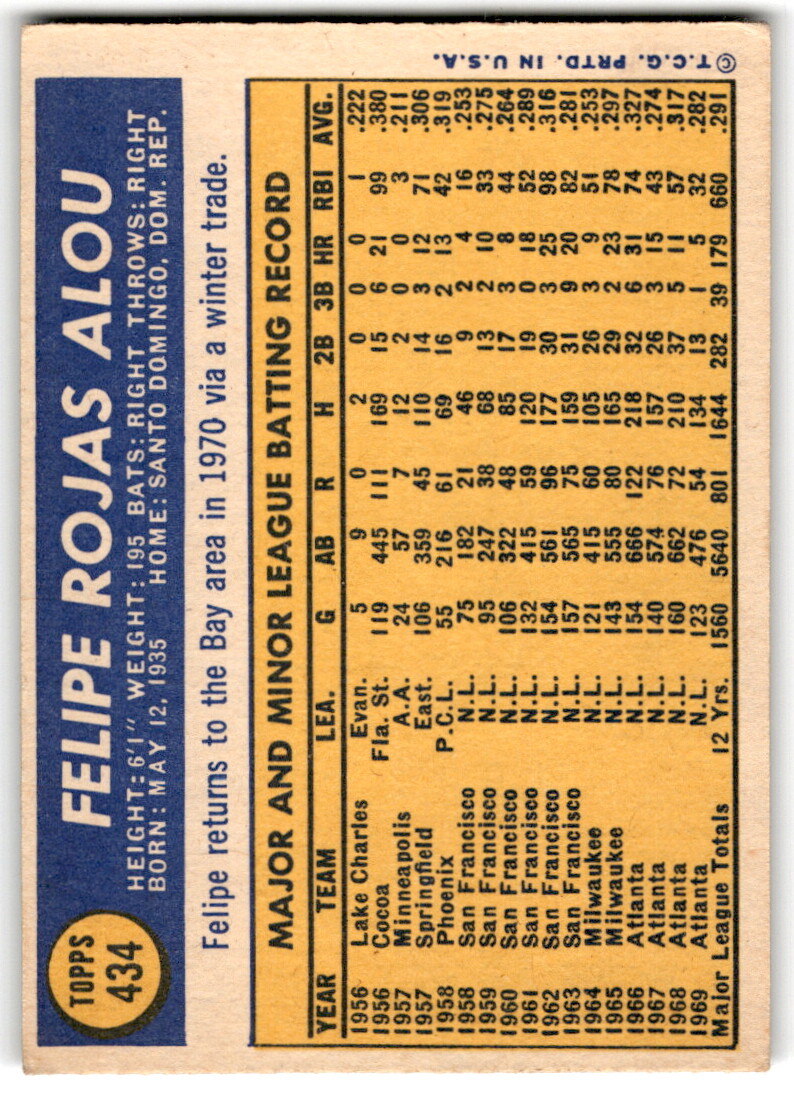 TOPPS
434
FELIPE ROJAS ALOU
HEIGHT: 6'1" WEIGHT: 195 BATS: RIGHT THROWS: RIGHT
BORN: MAY 12, 1935 HOME: SANTO DOMINGO, DOM. REP.
Felipe returns to the Bay area in 1970 via a winter trade.
MAJOR AND MINOR LEAGUE BATTING RECORD
YEAR TEAM LEA. G AB R H 2B 3B HR RBI AVG.
1956 Lake Charles Evan. 5 9 0 2 0 0 0 1 .222
1956 Cocoa Fla. St. 119 445 111 169 15 6 21 99 .380
1957 Minneapolis A.A. 24 57 7 12 2 0 0 3 .211
1957 Springfield East. 106 359 45 110 14 3 12 71 .306
1958 Phoenix P.C.L. 55 216 61 69 16 2 13 42 .319
1958 San Francisco N.L. 75 182 21 46 9 2 4 16 .253
1959 San Francisco N.L. 95 247 38 68 13 2 10 33 .275
1960 San Francisco N.L. 106 322 48 85 17 3 8 44 .264
1961 San Francisco N.L. 132 415 59 120 19 0 18 52 .289
1962 San Francisco N.L. 154 561 96 177 30 3 25 98 .316
1963 San Francisco N.L. 157 565 75 159 31 9 20 82 .281
1964 Milwaukee N.L. 121 415 60 105 26 3 9 51 .253
1965 Milwaukee N.L. 143 555 80 165 29 2 23 78 .297
1966 Atlanta N.L. 154 666 122 218 32 6 31 74 .327
1967 Atlanta N.L. 140 574 76 157 26 3 15 43 .274
1968 Atlanta N.L. 160 662 72 210 37 5 11 57 .317
1969 Atlanta N.L. 123 476 54 134 13 1 5 32 .282
Major League Totals 12 Yrs. 1560 5640 801 1644 282 39 179 660 .291
© T.C.G. PRTD. IN U.S.A.